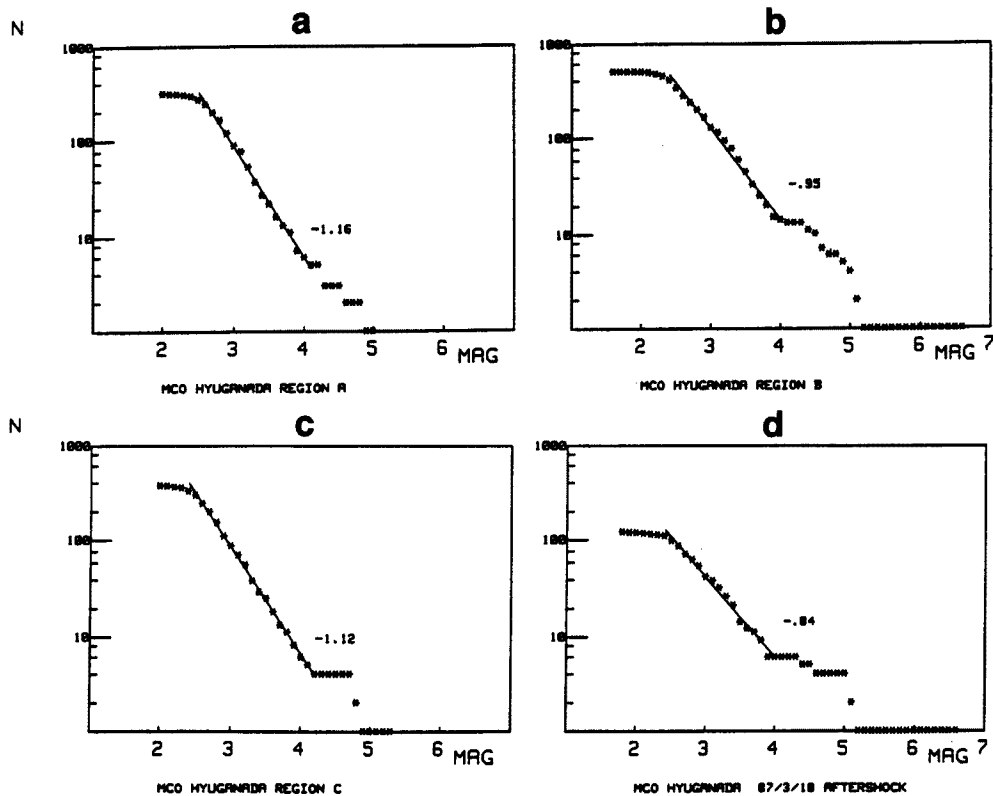 a
b
N
1000
100
10
-1.16
2 3 4 5 6 MAG
MCO HYUGANADA REGION A
1000
100
10
-.95
2 3 4 5 6 MAG 7
MCO HYUGANADA REGION B
c
d
N
1000
100
10
-1.12
2 3 4 5 6 MAG
MCO HYUGANADA REGION C
1000
100
10
-.84
2 3 4 5 6 MAG 7
MCO HYUGANADA 87/3/18 AFTERSHOCK